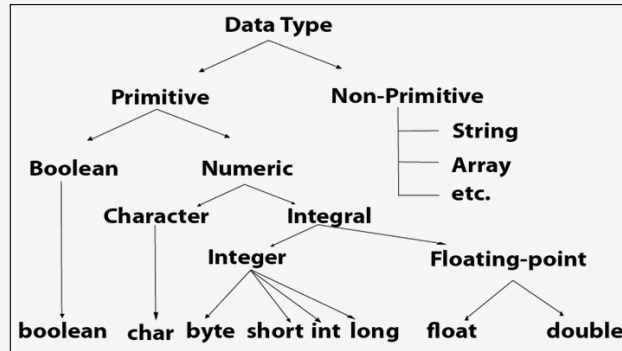 Data Type
Primitive
Non-Primitive
String
Boolean
Numeric
Array
etc.
Character
Integral
Integer
Floating-point
boolean
char
byte
short
int
long
float
double